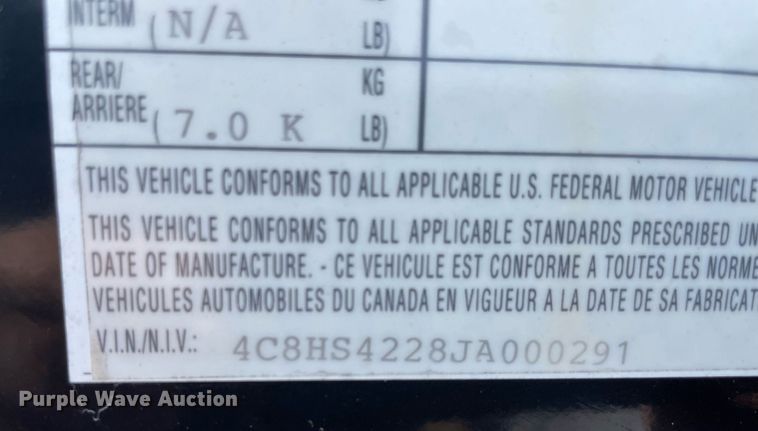 INTERM (N/A LB)
REAR/ KG
ARRIERE (7.0 K LB)
THIS VEHICLE CONFORMS TO ALL APPLICABLE U.S. FEDERAL MOTOR VEHICLE
THIS VEHICLE CONFORMS TO ALL APPLICABLE STANDARDS PRESCRIBED UN
DATE OF MANUFACTURE. - CE VEHICULE EST CONFORME A TOUTES LES NORME
VEHICULES AUTOMOBILES DU CANADA EN VIGUEUR A LA DATE DE SA FABRICAT
V.I.N./N.I.V.: 4C8HS4228JA000291
Purple Wave Auction